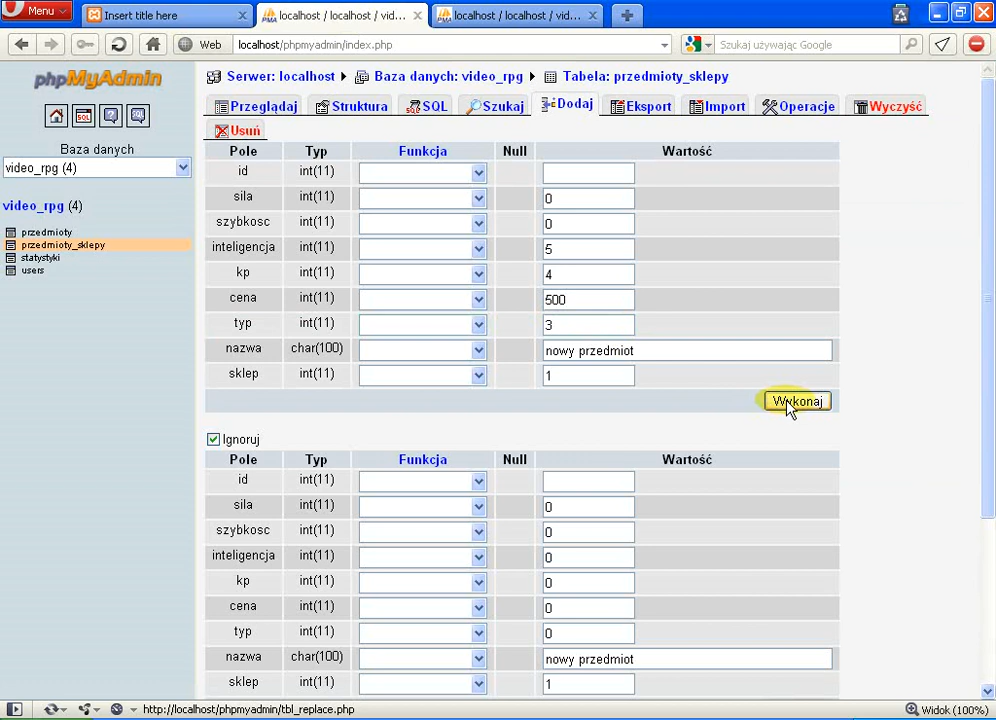 Menu
Insert title here
localhost / localhost / vid...
localhost / localhost / vid...
Web
localhost/phpmyadmin/index.php
Szukaj używając Google
phpMyAdmin
SQL
Baza danych
video_rpg (4)
video_rpg (4)
przedmioty
przedmioty_sklepy
statystyki
users
Serwer: localhost
Baza danych: video_rpg
Tabela: przedmioty_sklepy
Przeglądaj
Struktura
SQL
Szukaj
Dodaj
Eksport
Import
Operacje
Wyczyść
Usuń
Pole Typ Funkcja Null Wartość
id int(11)
sila int(11) 0
szybkosc int(11) 0
inteligencja int(11) 5
kp int(11) 4
cena int(11) 500
typ int(11) 3
nazwa char(100) nowy przedmiot
sklep int(11) 1
Wykonaj
Ignoruj
Pole Typ Funkcja Null Wartość
id int(11)
sila int(11) 0
szybkosc int(11) 0
inteligencja int(11) 0
kp int(11) 0
cena int(11) 0
typ int(11) 0
nazwa char(100) nowy przedmiot
sklep int(11) 1
http://localhost/phpmyadmin/tbl_replace.php
Widok (100%)